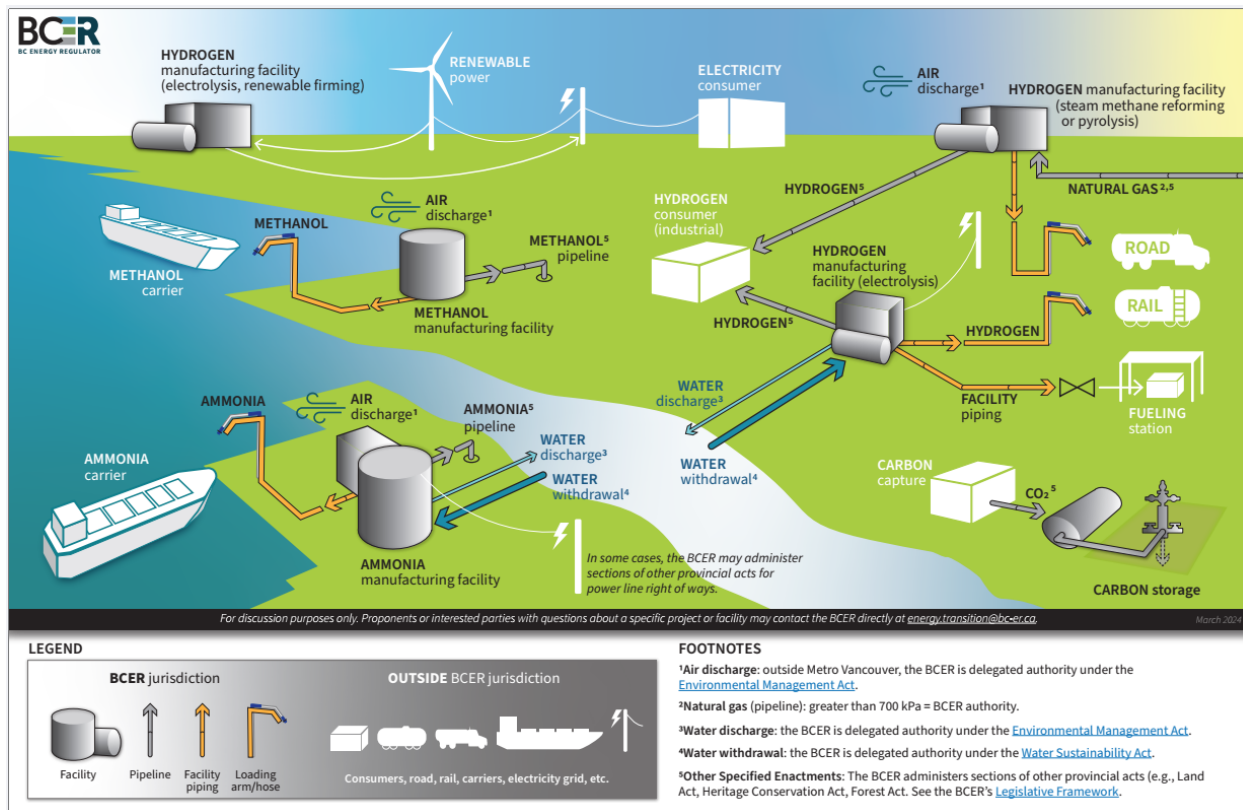 BCER
BC ENERGY REGULATOR
HYDROGEN
manufacturing facility
(electrolysis, renewable firming)
RENEWABLE
power
ELECTRICITY
consumer
AIR
discharge¹
HYDROGEN manufacturing facility
(steam methane reforming
or pyrolysis)
HYDROGEN⁵
NATURAL GAS ²,⁵
METHANOL
carrier
METHANOL
AIR
discharge¹
METHANOL⁵
pipeline
METHANOL
manufacturing facility
HYDROGEN
consumer
(industrial)
HYDROGEN
manufacturing
facility (electrolysis)
HYDROGEN⁵
HYDROGEN
ROAD
RAIL
FACILITY
piping
FUELING
station
WATER
discharge³
WATER
withdrawal⁴
AMMONIA
carrier
AMMONIA
AIR
discharge¹
AMMONIA⁵
pipeline
WATER
discharge³
WATER
withdrawal⁴
AMMONIA
manufacturing facility
In some cases, the BCER may administer
sections of other provincial acts for
power line right of ways.
CARBON
capture
CO₂ ⁵
CARBON storage
For discussion purposes only. Proponents or interested parties with questions about a specific project or facility may contact the BCER directly at energy.transition@bc-er.ca.
March 2024
LEGEND
BCER jurisdiction
Facility
Pipeline
Facility
piping
Loading
arm/hose
OUTSIDE BCER jurisdiction
Consumers, road, rail, carriers, electricity grid, etc.
FOOTNOTES
¹Air discharge: outside Metro Vancouver, the BCER is delegated authority under the
Environmental Management Act.
²Natural gas (pipeline): greater than 700 kPa = BCER authority.
³Water discharge: the BCER is delegated authority under the Environmental Management Act.
⁴Water withdrawal: the BCER is delegated authority under the Water Sustainability Act.
⁵Other Specified Enactments: The BCER administers sections of other provincial acts (e.g., Land
Act, Heritage Conservation Act, Forest Act. See the BCER's Legislative Framework.